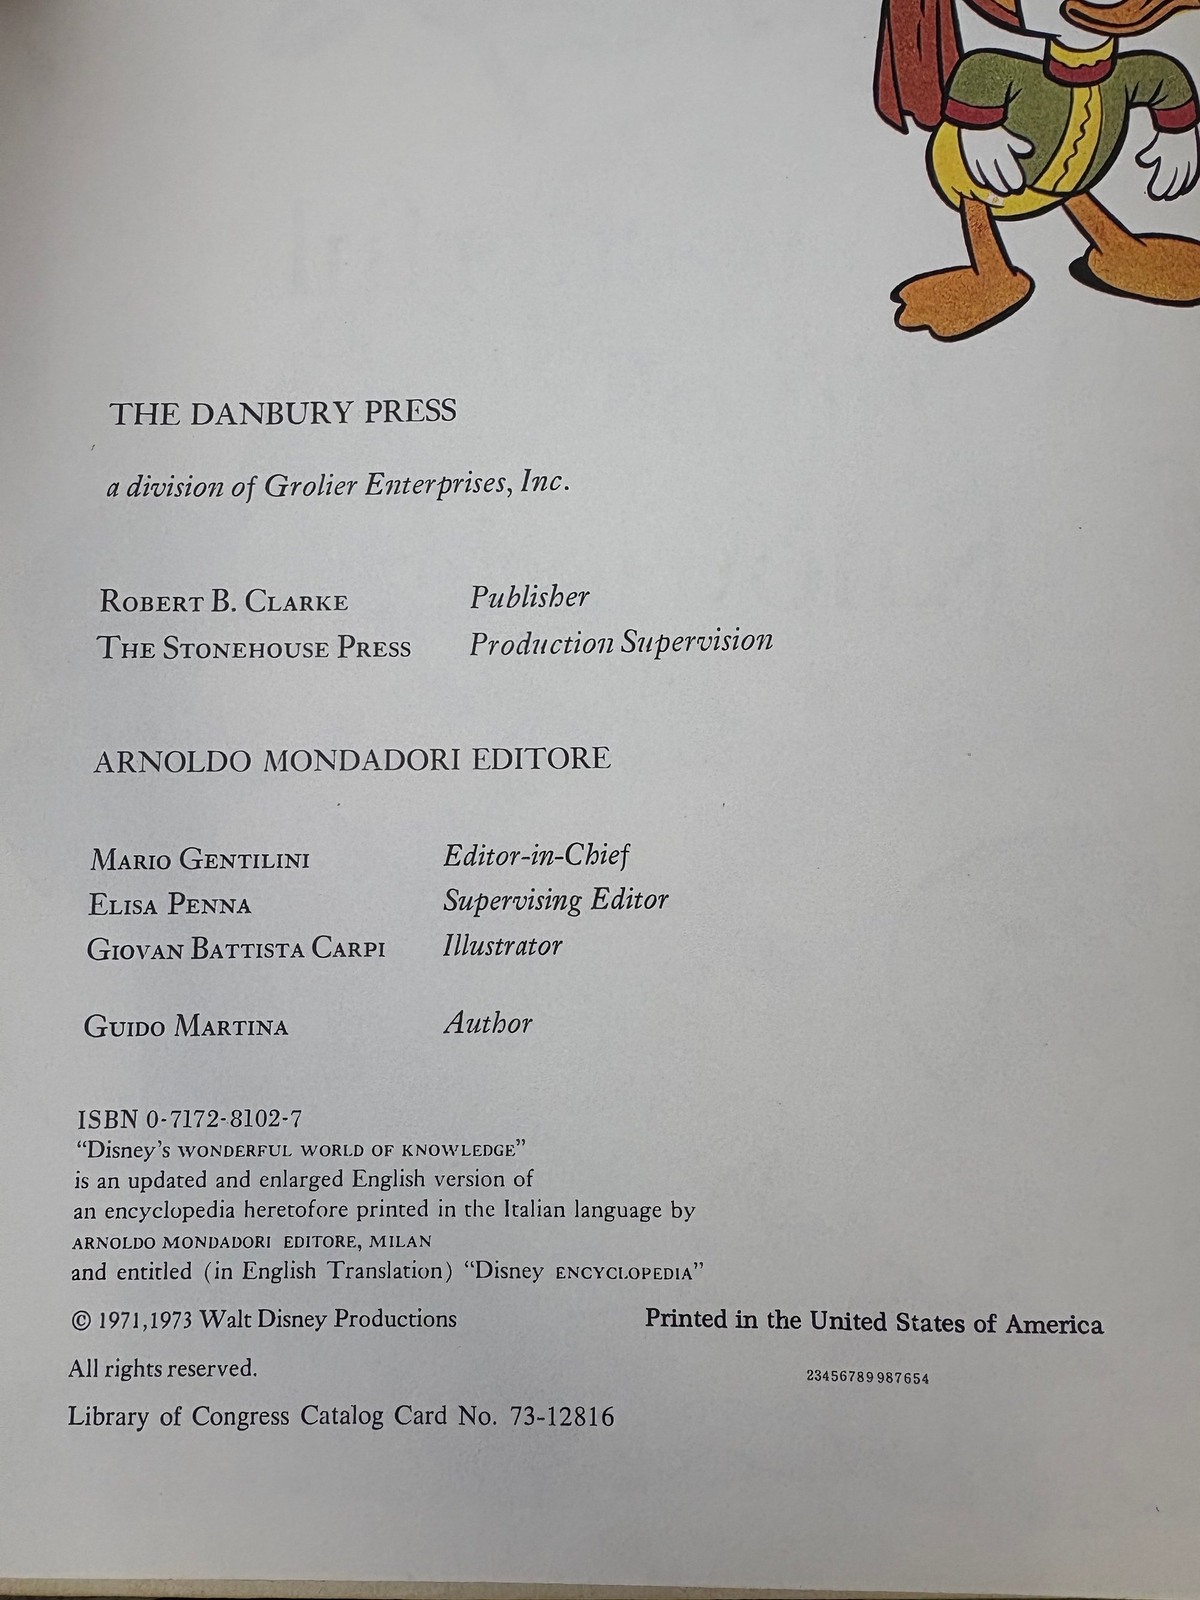 THE DANBURY PRESS
a division of Grolier Enterprises, Inc.
ROBERT B. CLARKE Publisher
THE STONEHOUSE PRESS Production Supervision
ARNOLDO MONDADORI EDITORE
MARIO GENTILINI Editor-in-Chief
ELISA PENNA Supervising Editor
GIOVAN BATTISTA CARPI Illustrator
GUIDO MARTINA Author
ISBN 0-7172-8102-7
“Disney’s WONDERFUL WORLD OF KNOWLEDGE”
is an updated and enlarged English version of
an encyclopedia heretofore printed in the Italian language by
ARNOLDO MONDADORI EDITORE, MILAN
and entitled (in English Translation) “Disney ENCYCLOPEDIA”
© 1971,1973 Walt Disney Productions Printed in the United States of America
All rights reserved. 23456789987654
Library of Congress Catalog Card No. 73-12816